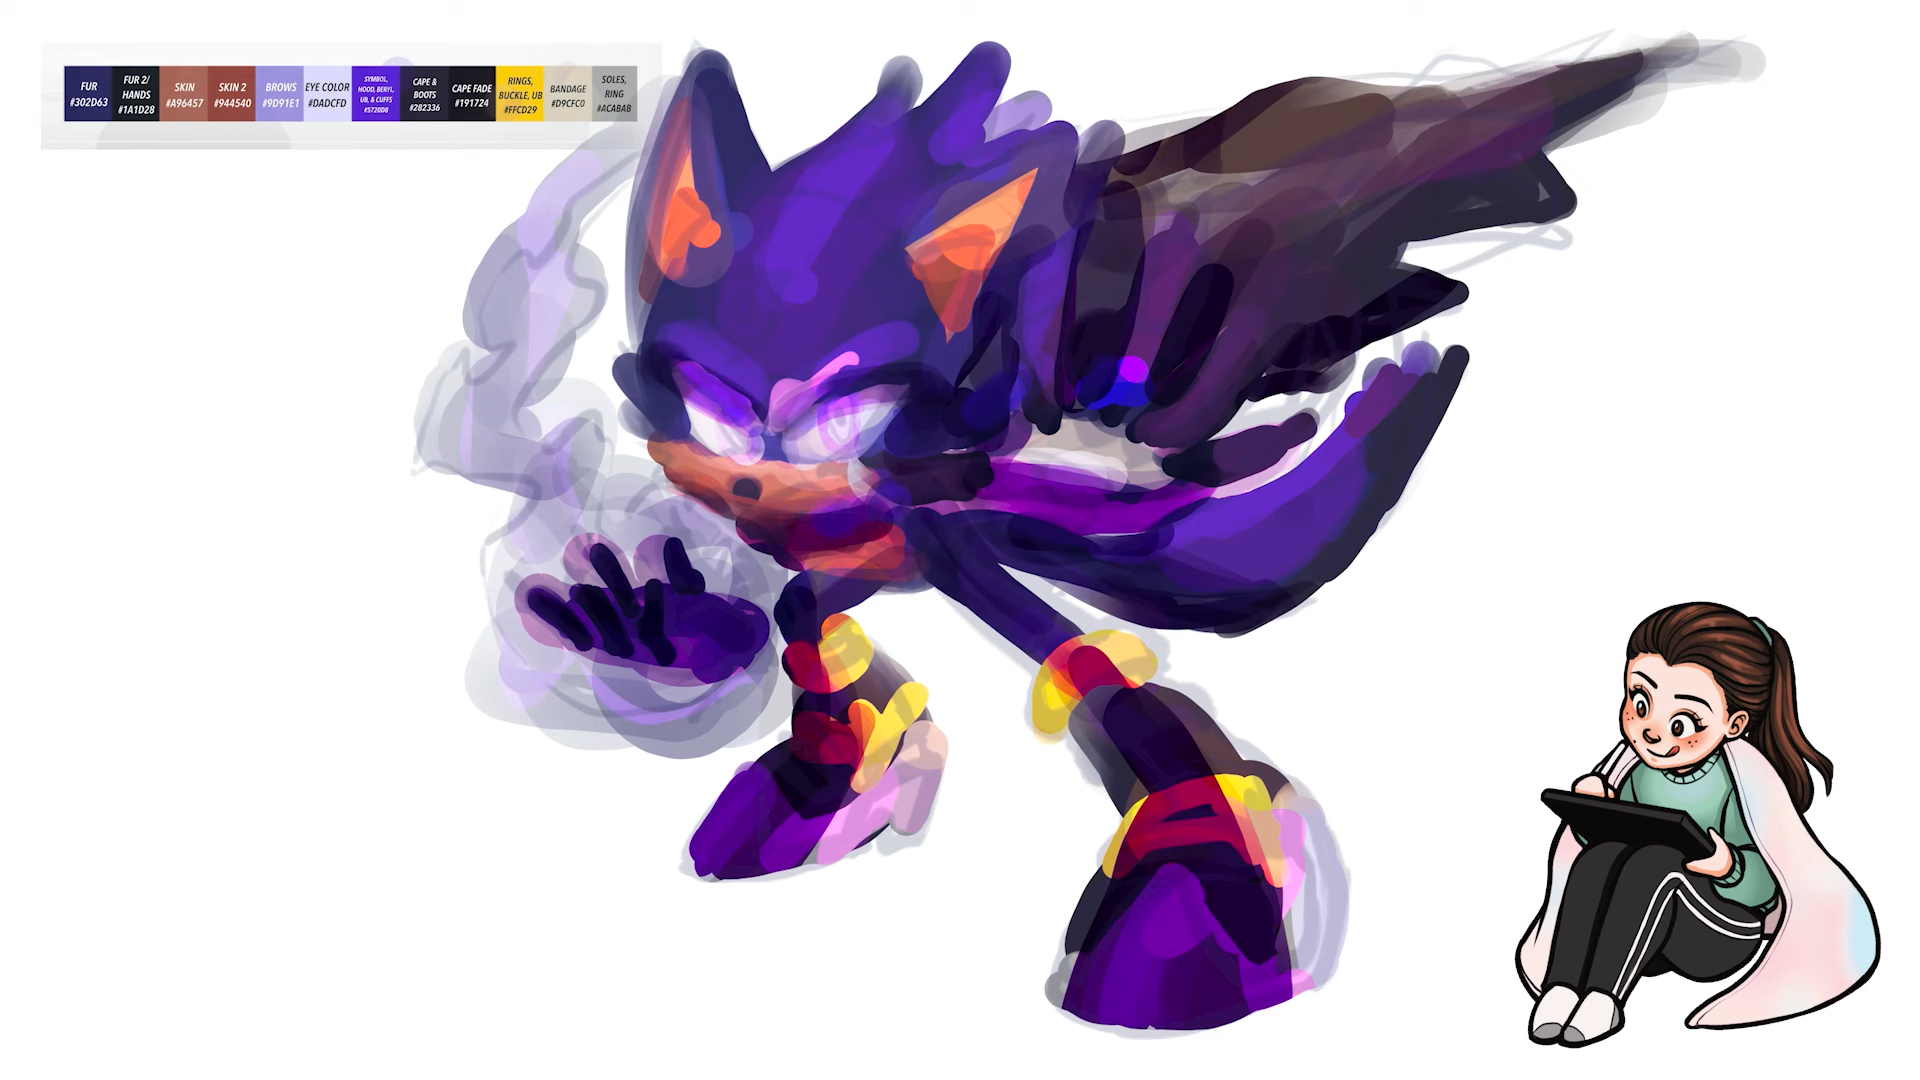 FUR
#302D63
FUR 2/
HANDS
#1A1D28
SKIN
#A96457
SKIN 2
#944540
BROWS
#9D91E1
EYE COLOR
#DADCFD
SYMBOL,
HOOD, BERYL,
UB, & CUFFS
#5720D8
CAPE &
BOOTS
#282336
CAPE FADE
#191724
RINGS,
BUCKLE, UB
#FFCD29
BANDAGE
#D9CFC0
SOLES,
RING
#ACABAB